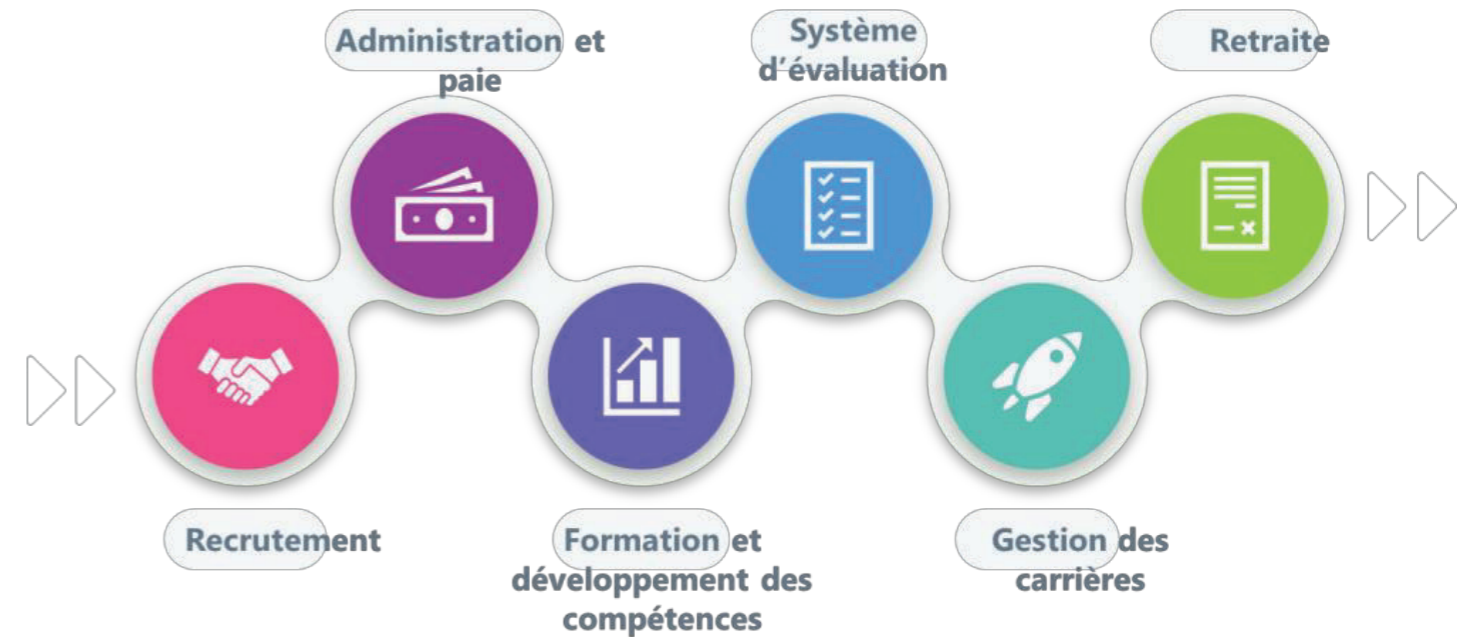 Administration et
paie
Système
d'évaluation
Retraite
Recrutement
Formation et
développement des
compétences
Gestion des
carrières